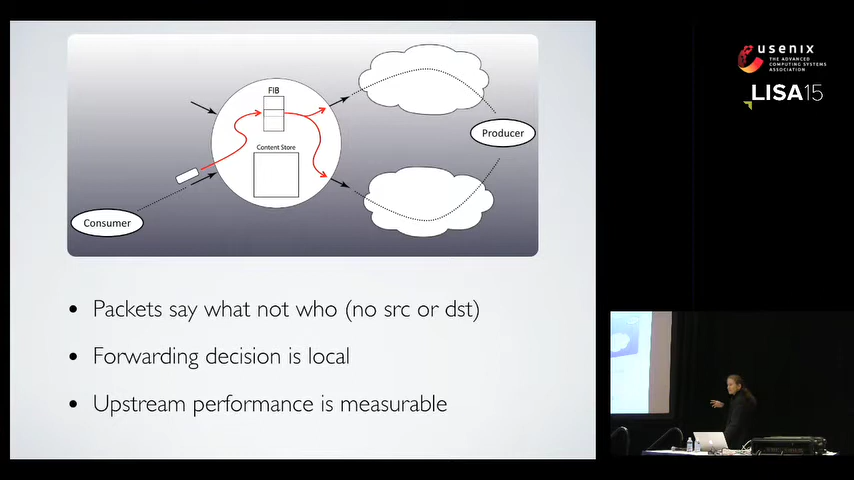 FIB
Content Store
Consumer
Producer
• Packets say what not who (no src or dst)
• Forwarding decision is local
• Upstream performance is measurable
usenix
THE ADVANCED
COMPUTING SYSTEMS
ASSOCIATION
LISA15